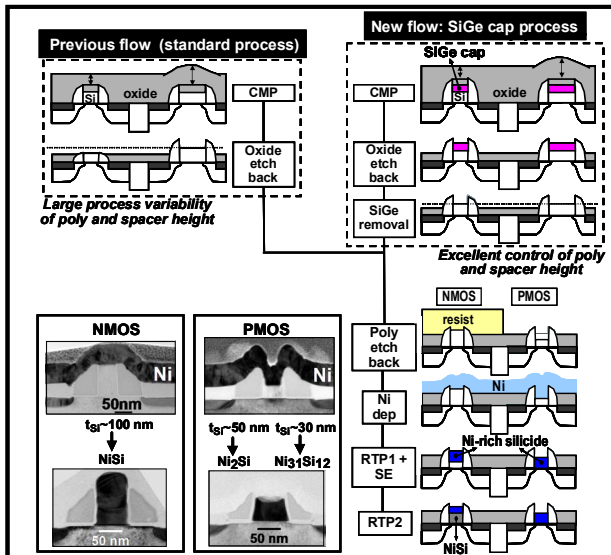 Previous flow (standard process)
New flow: SiGe cap process
SiGe cap
Si
oxide
CMP
CMP
oxide
Si
Oxide
etch
back
Oxide
etch
back
Large process variability
of poly and spacer height
SiGe
removal
Excellent control of poly
and spacer height
NMOS
PMOS
resist
Poly
etch
back
Ni
dep
Ni
RTP1 +
SE
Ni-rich silicide
RTP2
NiSi
NMOS
Ni
50nm
tSi~100 nm
NiSi
50 nm
PMOS
Ni
tSi~50 nm
tSi~30 nm
Ni2Si
Ni31Si12
50 nm